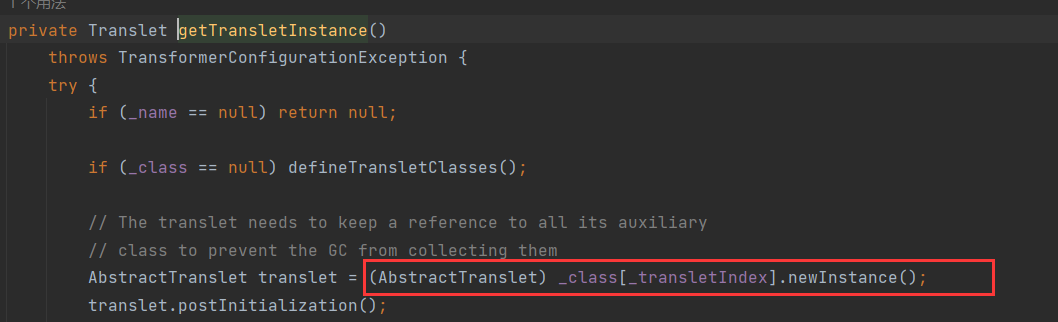 1 个用法
private Translet getTransletInstance()
throws TransformerConfigurationException {
try {
if (_name == null) return null;
if (_class == null) defineTransletClasses();
// The translet needs to keep a reference to all its auxiliary
// class to prevent the GC from collecting them
AbstractTranslet translet = (AbstractTranslet) _class[_transletIndex].newInstance();
translet.postInitialization();